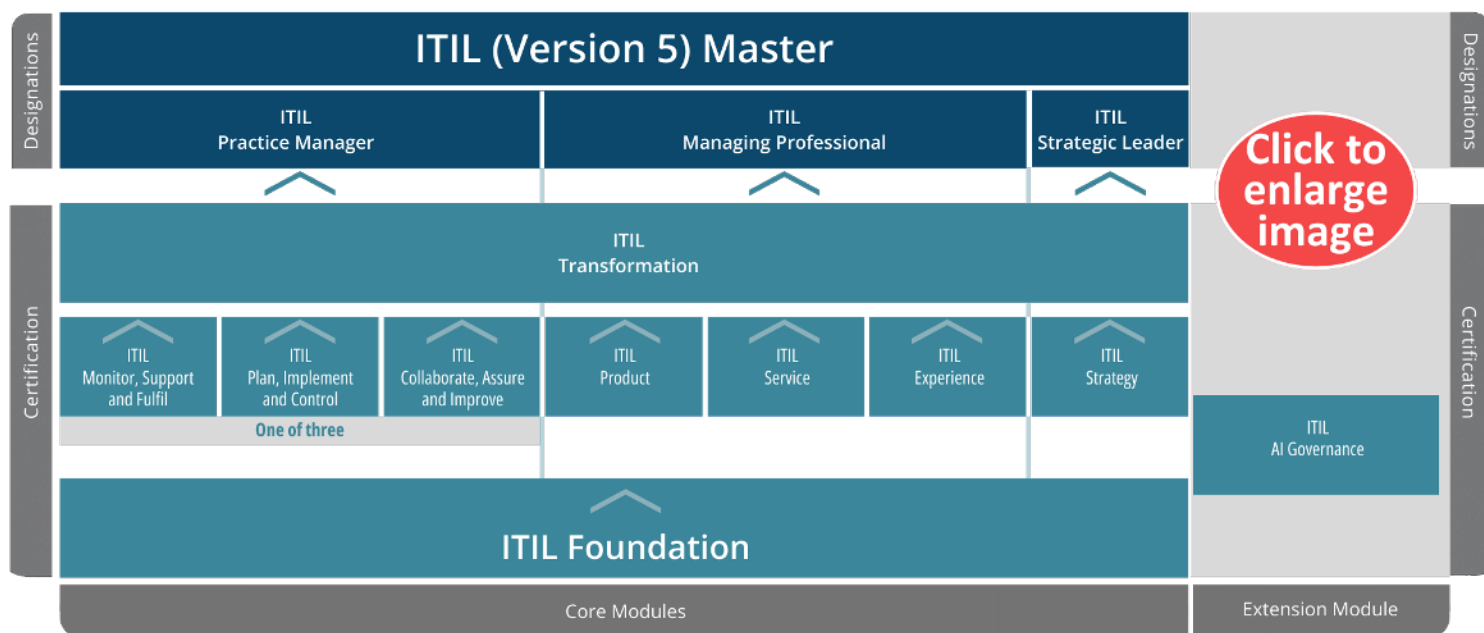 Designations
ITIL (Version 5) Master
Designations
ITIL
Practice Manager
ITIL
Managing Professional
ITIL
Strategic Leader
Click to
enlarge
image
Certification
ITIL
Transformation
Certification
ITIL
Monitor, Support
and Fulfil
ITIL
Plan, Implement
and Control
ITIL
Collaborate, Assure
and Improve
ITIL
Product
ITIL
Service
ITIL
Experience
ITIL
Strategy
One of three
ITIL
AI Governance
ITIL Foundation
Core Modules
Extension Module